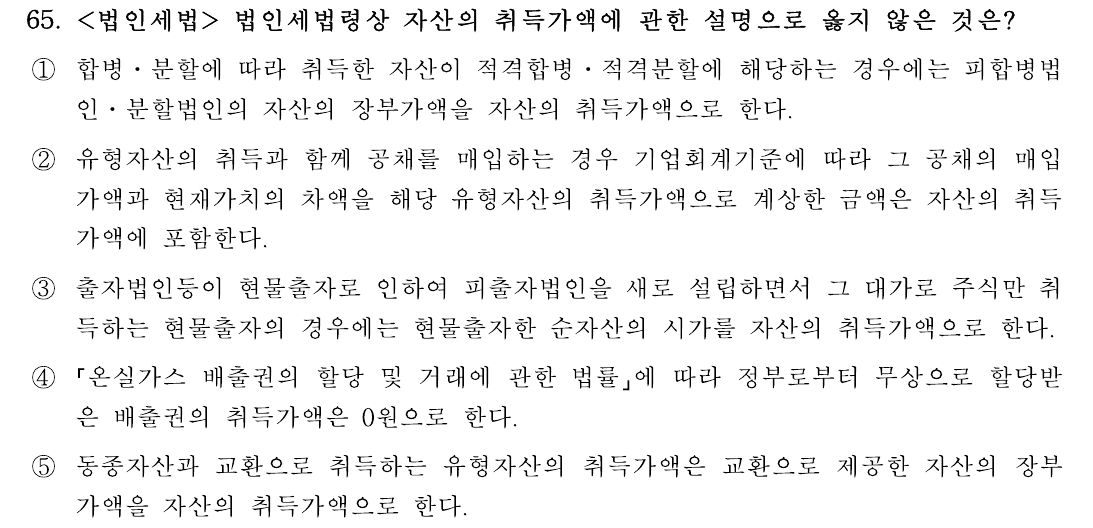 65. <법인세법> 법인세법령상 자산의 취득가액에 관한 설명으로 옳지 않은 것은?
① 합병·분할에 따라 취득한 자산이 적격합병·적격분할에 해당하는 경우에는 피합병법
인·분할법인의 자산의 장부가액을 자산의 취득가액으로 한다.
② 유형자산의 취득과 함께 공채를 매입하는 경우 기업회계기준에 따라 그 공채의 매입
가액과 현재가치의 차액을 해당 유형자산의 취득가액으로 계상한 금액은 자산의 취득
가액에 포함한다.
③ 출자법인등이 현물출자로 인하여 피출자법인을 새로 설립하면서 그 대가로 주식만 취
득하는 현물출자의 경우에는 현물출자한 순자산의 시가를 자산의 취득가액으로 한다.
④ 「온실가스 배출권의 할당 및 거래에 관한 법률」에 따라 정부로부터 무상으로 할당받
은 배출권의 취득가액은 0원으로 한다.
⑤ 동종자산과 교환으로 취득하는 유형자산의 취득가액은 교환으로 제공한 자산의 장부
가액을 자산의 취득가액으로 한다.